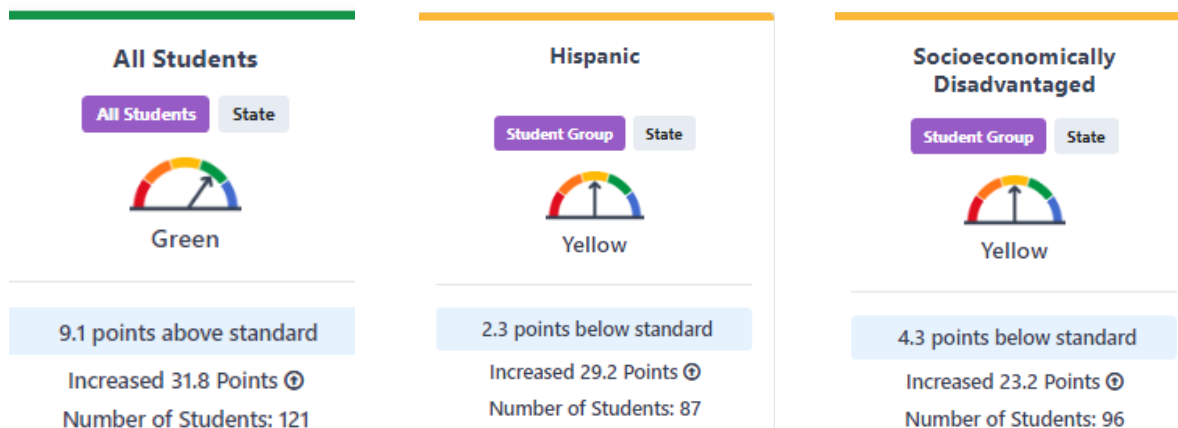 All Students
All Students State
Green
9.1 points above standard
Increased 31.8 Points
Number of Students: 121
Hispanic
Student Group State
Yellow
2.3 points below standard
Increased 29.2 Points
Number of Students: 87
Socioeconomically
Disadvantaged
Student Group State
Yellow
4.3 points below standard
Increased 23.2 Points
Number of Students: 96